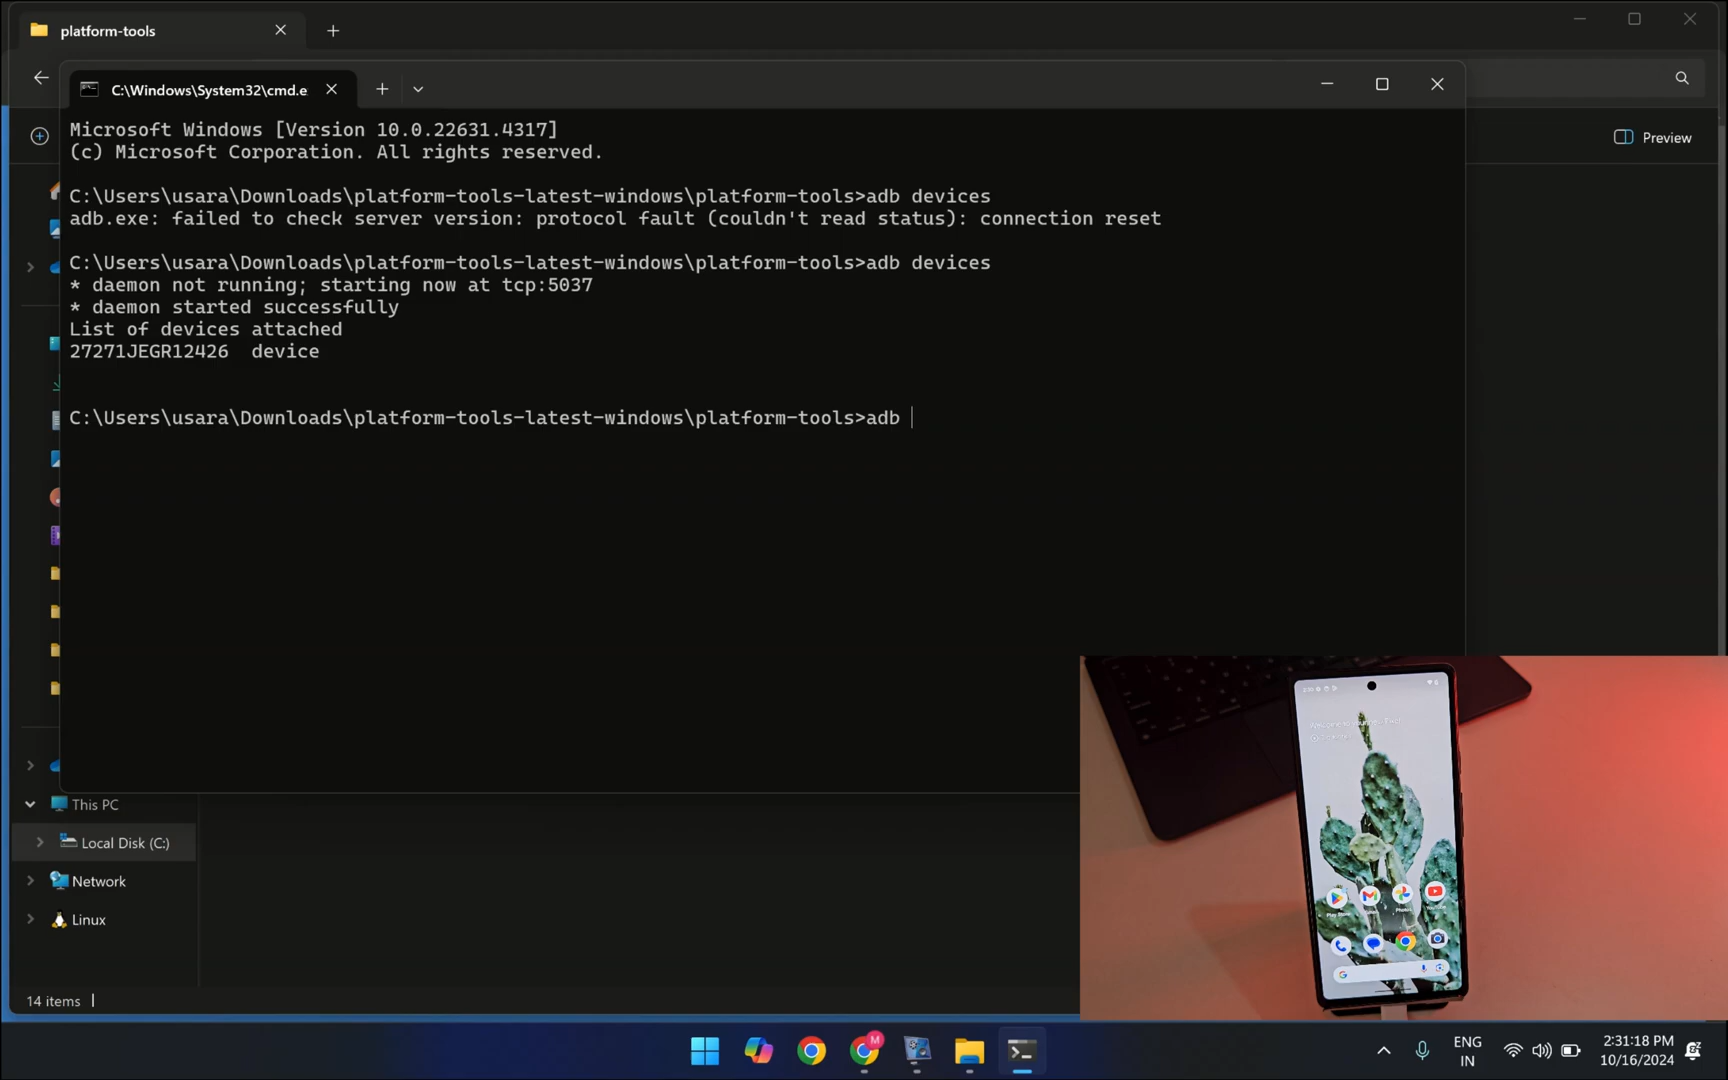 platform-tools
C:\Windows\System32\cmd.e
Preview
Microsoft Windows [Version 10.0.22631.4317]
(c) Microsoft Corporation. All rights reserved.
C:\Users\usara\Downloads\platform-tools-latest-windows\platform-tools>adb devices
adb.exe: failed to check server version: protocol fault (couldn't read status): connection reset
C:\Users\usara\Downloads\platform-tools-latest-windows\platform-tools>adb devices
* daemon not running; starting now at tcp:5037
* daemon started successfully
List of devices attached
27271JEGR12426  device
C:\Users\usara\Downloads\platform-tools-latest-windows\platform-tools>adb
This PC
Local Disk (C:)
Network
Linux
14 items
M
ENG
IN
2:31:18 PM
10/16/2024